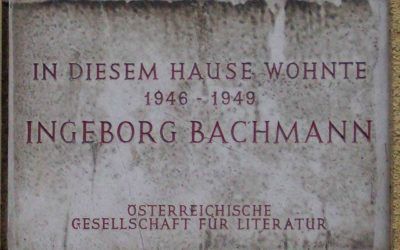 IN DIESEM HAUSE WOHNTE
1946 - 1949
INGEBORG BACHMANN
ÖSTERREICHISCHE
GESELLSCHAFT FÜR LITERATUR